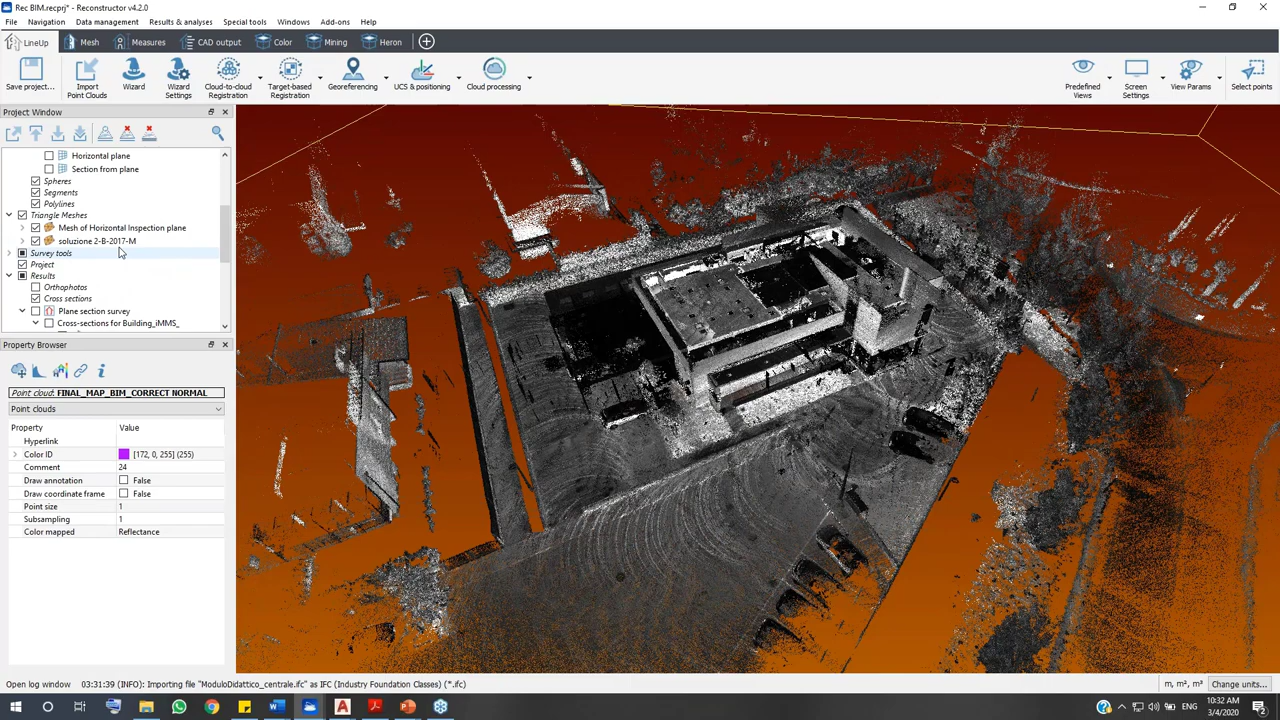 Rec BIM.recprj* - Reconstructor v4.2.0
File Navigation Data management Results & analyses Special tools Windows Add-ons Help
LineUp Mesh Measures CAD output Color Mining Heron
Save project...
Import Point Clouds
Wizard
Wizard Settings
Cloud-to-cloud Registration
Target-based Registration
Georeferencing
UCS & positioning
Cloud processing
Predefined Views
Screen Settings
View Params
Select points
Project Window
Horizontal plane
Section from plane
Spheres
Segments
Polylines
Triangle Meshes
Mesh of Horizontal Inspection plane
soluzione 2-B-2017-M
Survey tools
Project
Results
Orthophotos
Cross sections
Plane section survey
Cross-sections for Building_iMMS_
Property Browser
Point cloud: FINAL_MAP_BIM_CORRECT NORMAL
Point clouds
Property Value
Hyperlink
Color ID [172, 0, 255] (255)
Comment 24
Draw annotation False
Draw coordinate frame False
Point size 1
Subsampling 1
Color mapped Reflectance
Open log window 03:31:39 (INFO): Importing file "ModuloDidattico_centrale.ifc" as IFC (Industry Foundation Classes) (*.ifc)
m, m², m³ Change units...
ENG
10:32 AM
3/4/2020